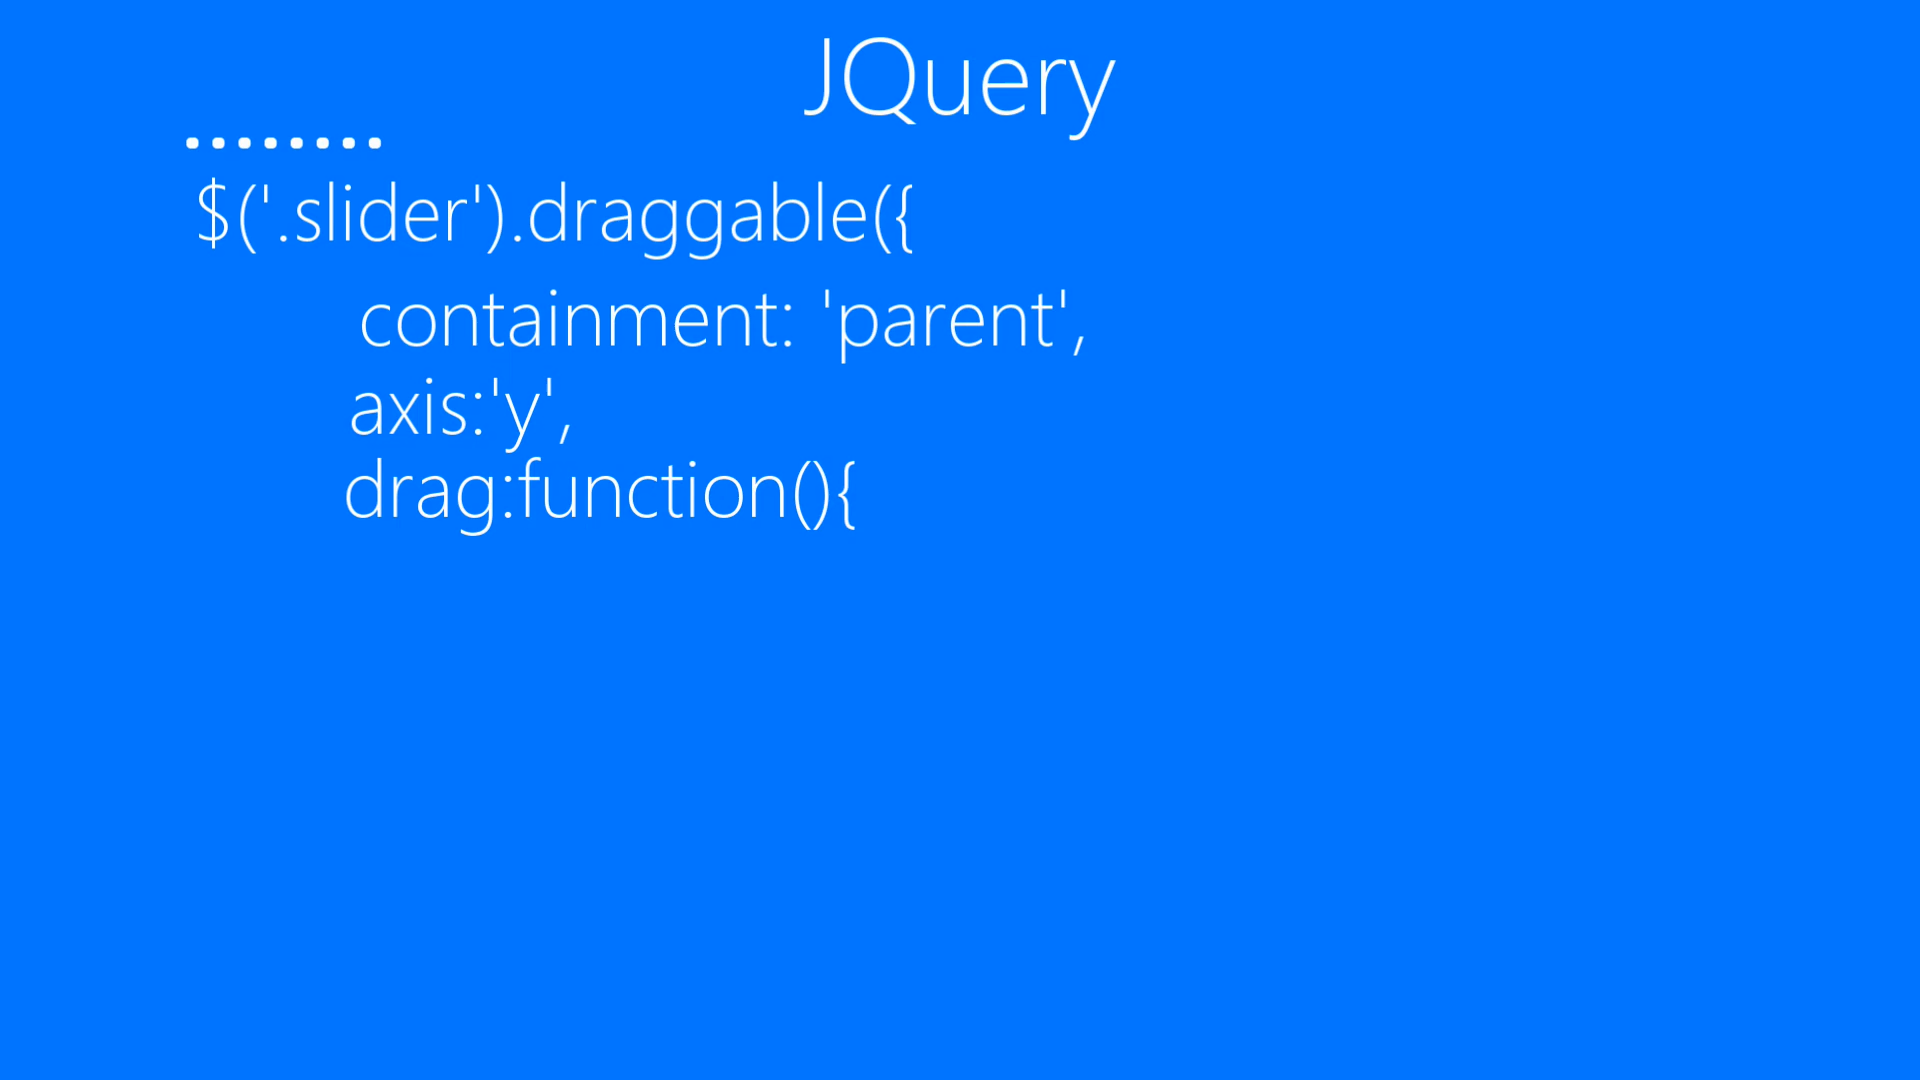 JQuery
........
$('.slider').draggable({
containment: 'parent',
axis:'y',
drag:function(){